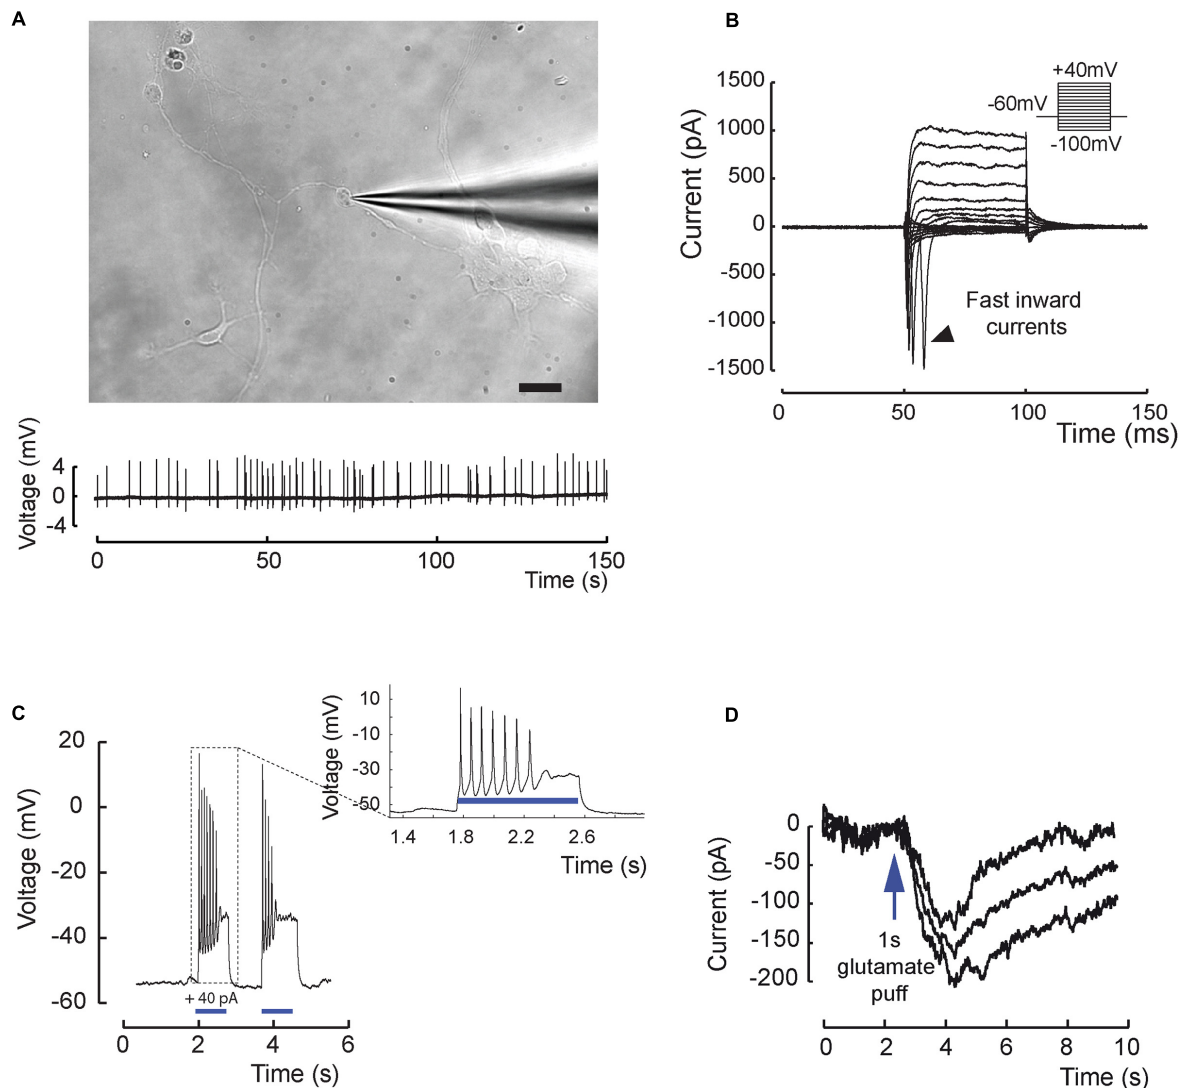 A
Voltage (mV)
4
0
-4
0 50 100 150
Time (s)
B
Current (pA)
1500
1000
500
0
-500
-1000
-1500
+40mV
-60mV
-100mV
Fast inward
currents
0 50 100 150
Time (ms)
C
Voltage (mV)
20
0
-20
-40
-60
+ 40 pA
0 2 4 6
Time (s)
Voltage (mV)
10
-10
-30
-50
1.4 1.8 2.2 2.6
Time (s)
D
Current (pA)
0
-50
-100
-150
-200
1s
glutamate
puff
0 2 4 6 8 10
Time (s)